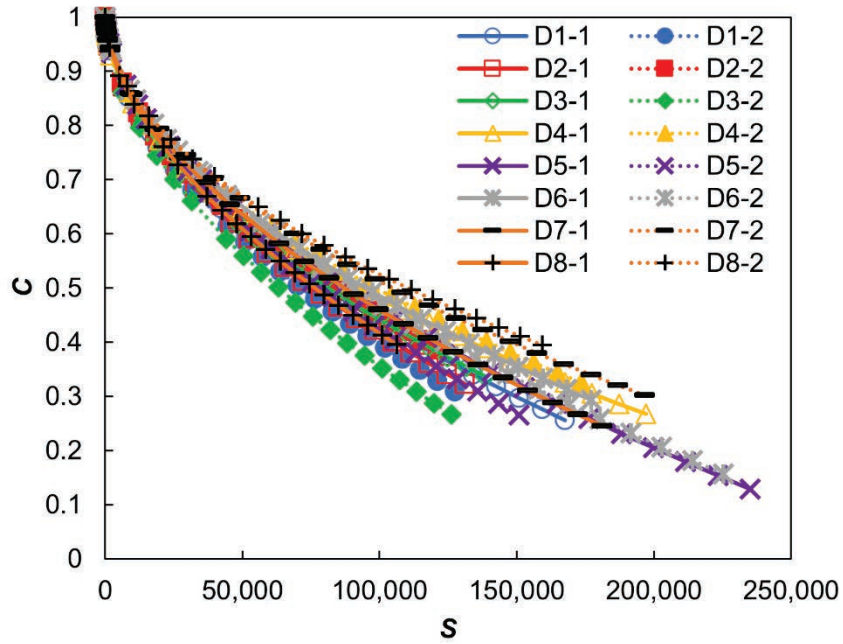 1
0.9
0.8
0.7
0.6
0.5
0.4
0.3
0.2
0.1
0
C
D1-1 D1-2
D2-1 D2-2
D3-1 D3-2
D4-1 D4-2
D5-1 D5-2
D6-1 D6-2
D7-1 D7-2
D8-1 D8-2
0 50,000 100,000 150,000 200,000 250,000
S